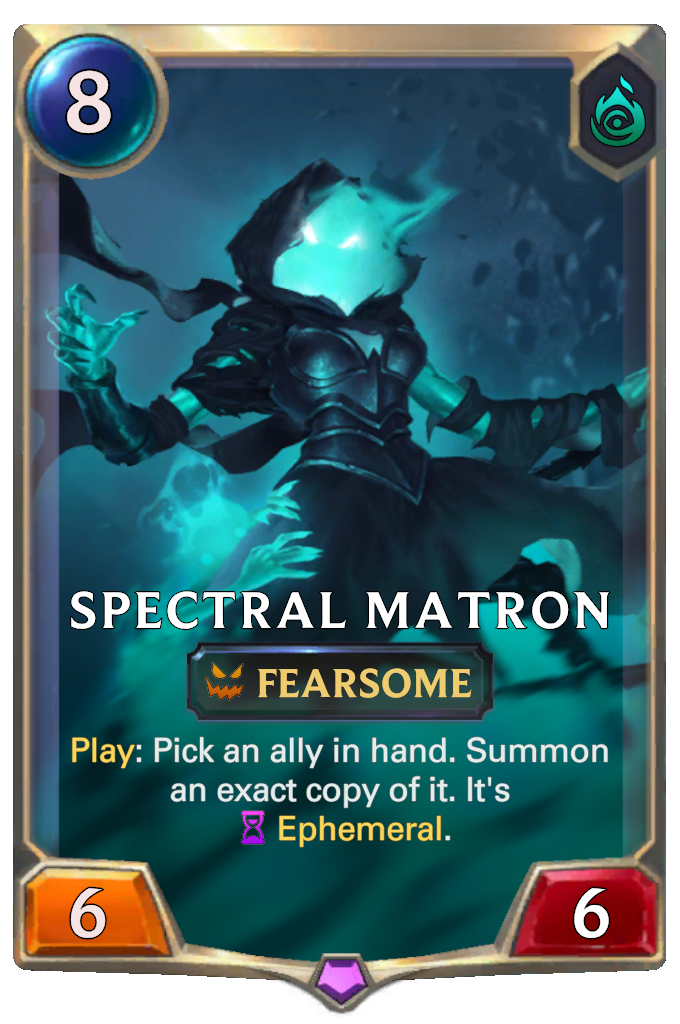 8
SPECTRAL MATRON
FEARSOME
Play: Pick an ally in hand. Summon
an exact copy of it. It's
Ephemeral.
6
6